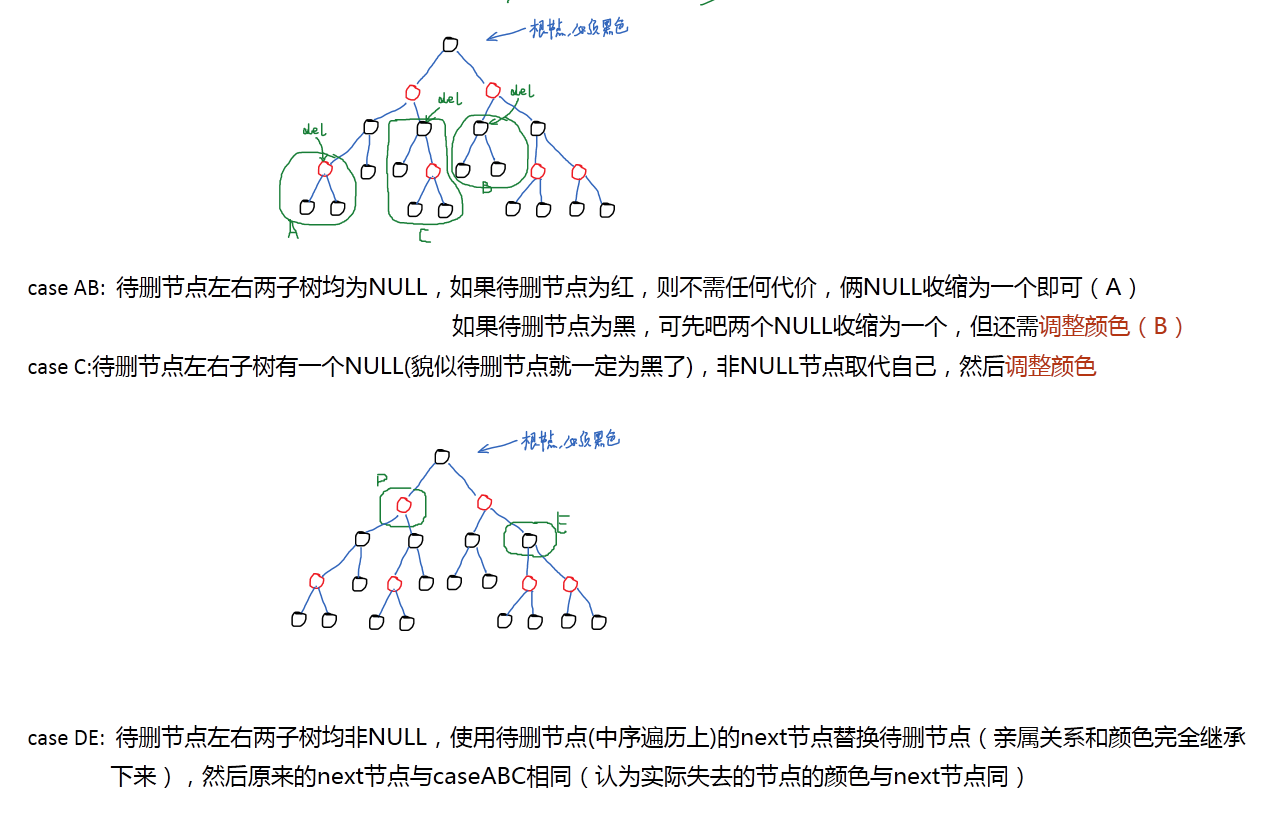 根节点.必须黑色
del
del
del
B
A
C
case AB: 待删节点左右两子树均为NULL，如果待删节点为红，则不需任何代价，俩NULL收缩为一个即可（A）
如果待删节点为黑，可先吧两个NULL收缩为一个，但还需调整颜色（B）
case C:待删节点左右子树有一个NULL(貌似待删节点就一定为黑了)，非NULL节点取代自己，然后调整颜色
根节点.必须黑色
P
E
case DE: 待删节点左右两子树均非NULL，使用待删节点(中序遍历上)的next节点替换待删节点（亲属关系和颜色完全继承
下来），然后原来的next节点与caseABC相同（认为实际失去的节点的颜色与next节点同）